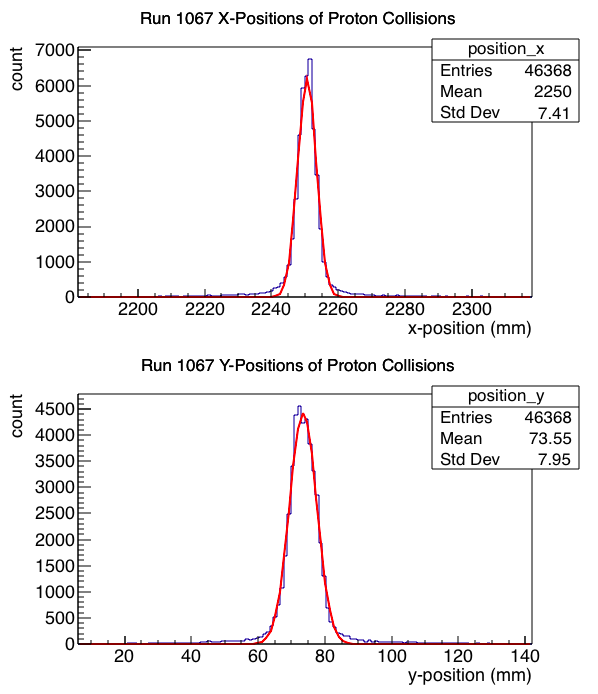 Run 1067 X-Positions of Proton Collisions
position_x
Entries 46368
Mean 2250
Std Dev 7.41
count
7000
6000
5000
4000
3000
2000
1000
0
2200 2220 2240 2260 2280 2300
x-position (mm)
Run 1067 Y-Positions of Proton Collisions
position_y
Entries 46368
Mean 73.55
Std Dev 7.95
count
4500
4000
3500
3000
2500
2000
1500
1000
500
0
20 40 60 80 100 120 140
y-position (mm)